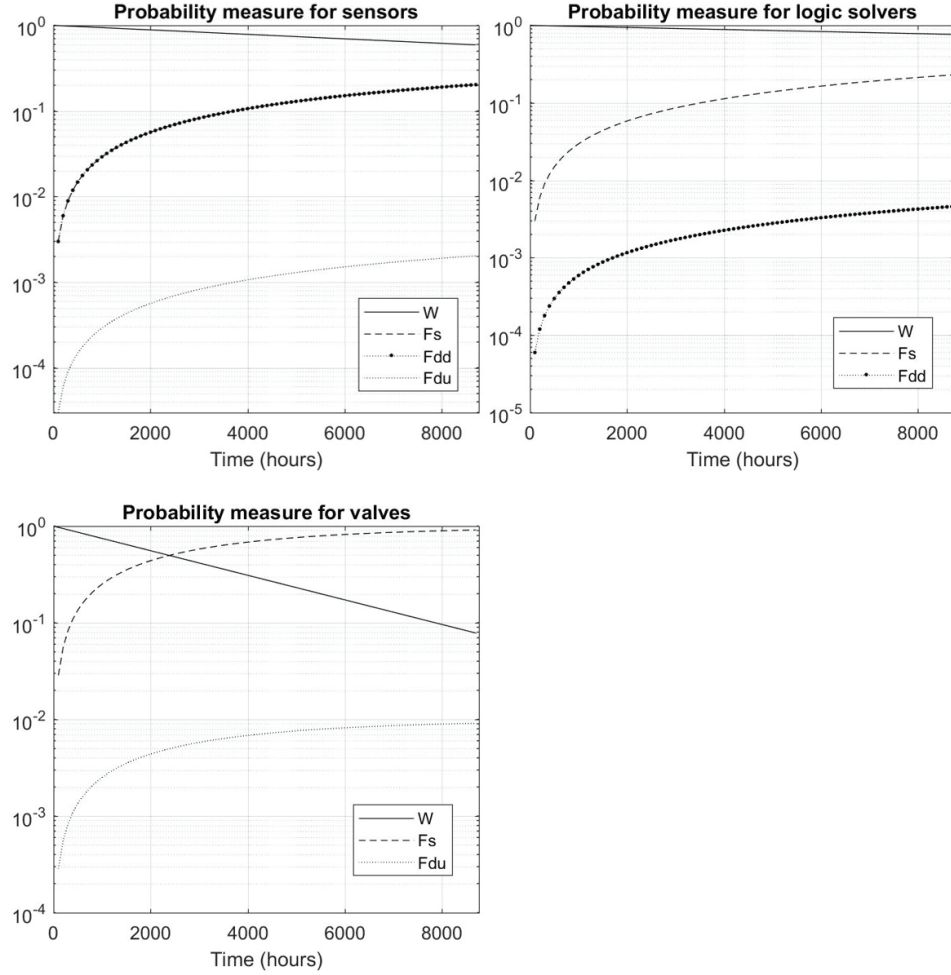 Probability measure for sensors
10^0
10^-1
10^-2
10^-3
10^-4
W
Fs
Fdd
Fdu
0 2000 4000 6000 8000
Time (hours)
Probability measure for logic solvers
10^0
10^-1
10^-2
10^-3
10^-4
10^-5
W
Fs
Fdd
0 2000 4000 6000 8000
Time (hours)
Probability measure for valves
10^0
10^-1
10^-2
10^-3
10^-4
W
Fs
Fdu
0 2000 4000 6000 8000
Time (hours)